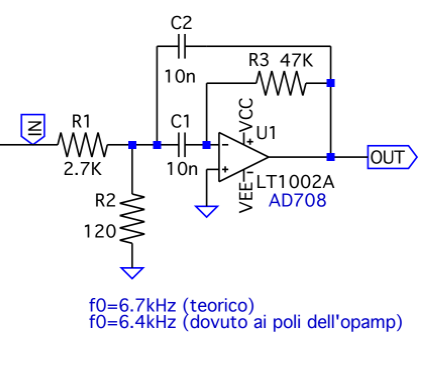 C2
10n
R3 47K
IN
R1
2.7K
C1
10n
VCC
U1
-
+
+
-
OUT
LT1002A
AD708
VEE
R2
120
f0=6.7kHz (teorico)
f0=6.4kHz (dovuto ai poli dell'opamp)